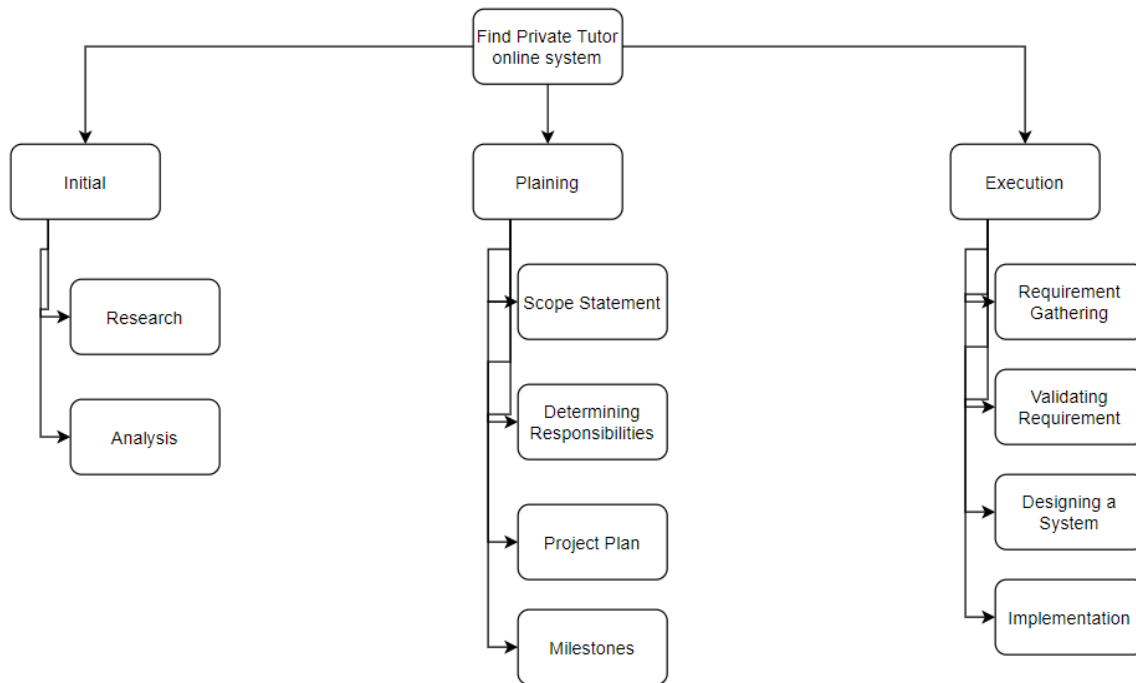 Find Private Tutor
online system
Initial
Plaining
Execution
Research
Analysis
Scope Statement
Determining
Responsibilities
Project Plan
Milestones
Requirement
Gathering
Validating
Requirement
Designing a
System
Implementation